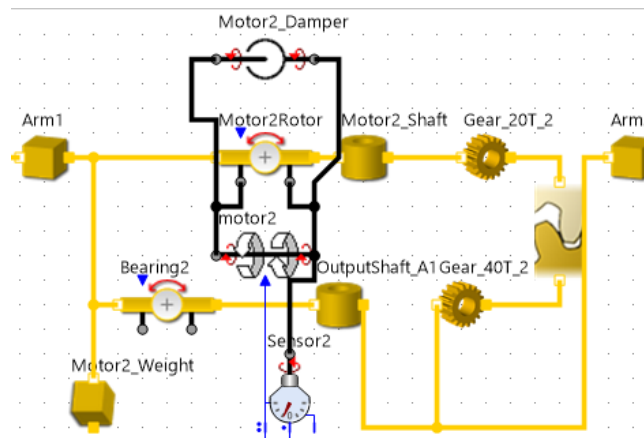 Motor2_Damper
Arm1
Motor2Rotor
Motor2_Shaft
Gear_20T_2
Arm
motor2
Bearing2
OutputShaft_A1
Gear_40T_2
Sensor2
Motor2_Weight